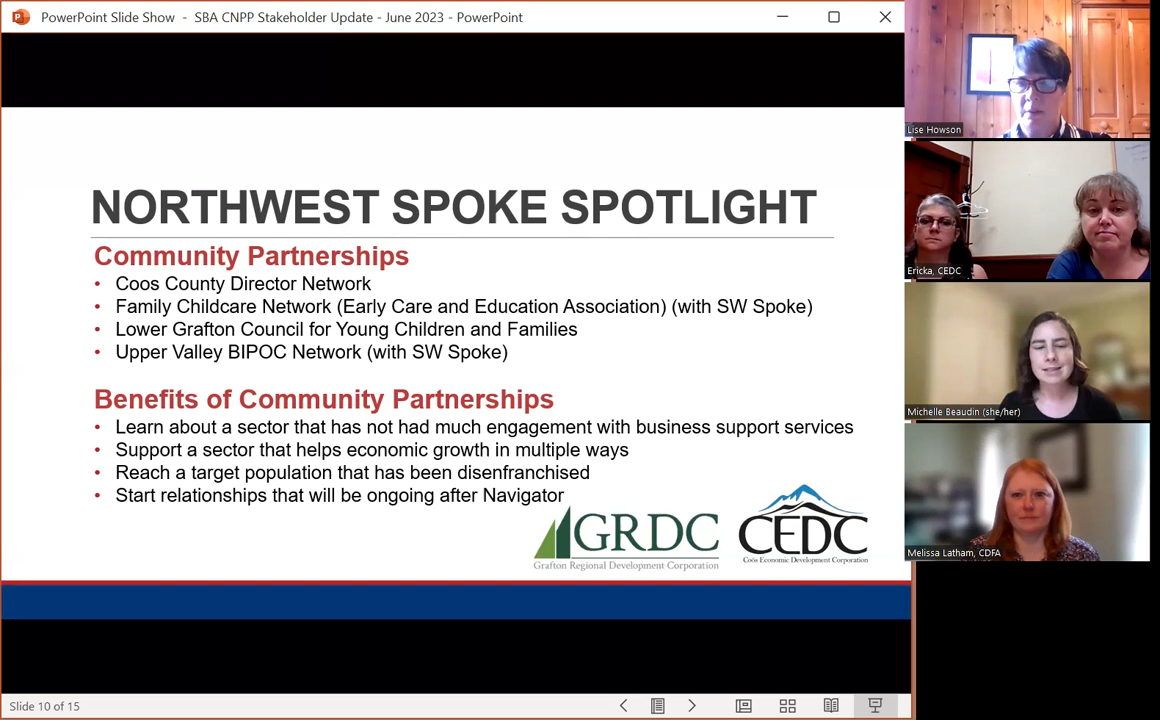 PowerPoint Slide Show - SBA CNPP Stakeholder Update - June 2023 - PowerPoint
NORTHWEST SPOKE SPOTLIGHT
Community Partnerships
• Coos County Director Network
• Family Childcare Network (Early Care and Education Association) (with SW Spoke)
• Lower Grafton Council for Young Children and Families
• Upper Valley BIPOC Network (with SW Spoke)
Benefits of Community Partnerships
• Learn about a sector that has not had much engagement with business support services
• Support a sector that helps economic growth in multiple ways
• Reach a target population that has been disenfranchised
• Start relationships that will be ongoing after Navigator
GRDC
Grafton Regional Development Corporation
CEDC
Coös Economic Development Corporation
Slide 10 of 15
Lise Howson
Ericka, CEDC
Michelle Beaudin (she/her)
Melissa Latham, CDFA